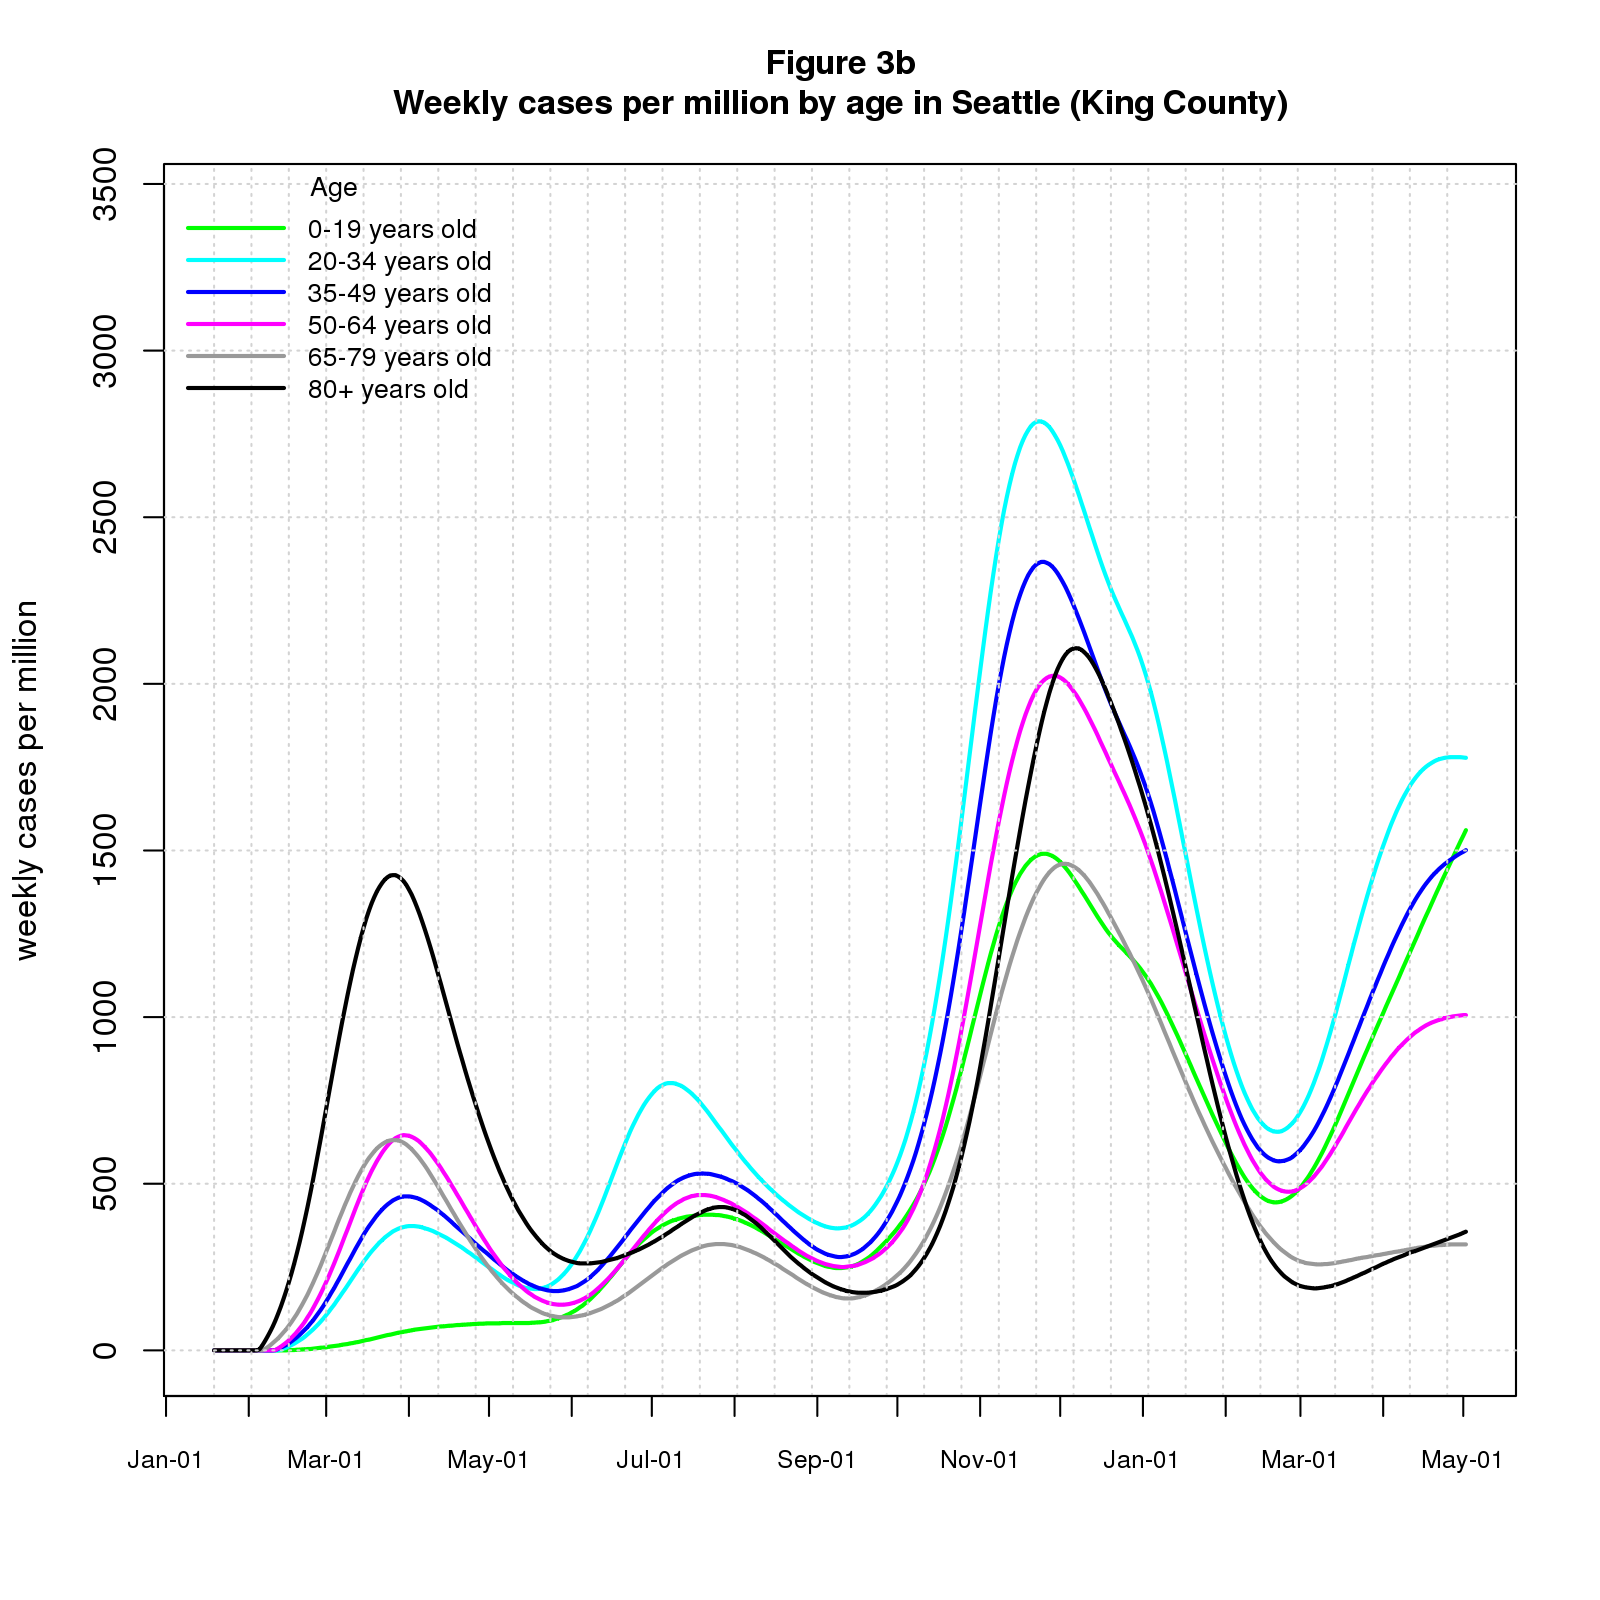 Figure 3b
Weekly cases per million by age in Seattle (King County)
weekly cases per million
3500
3000
2500
2000
1500
1000
500
0
Age
0-19 years old
20-34 years old
35-49 years old
50-64 years old
65-79 years old
80+ years old
Jan-01 Mar-01 May-01 Jul-01 Sep-01 Nov-01 Jan-01 Mar-01 May-01